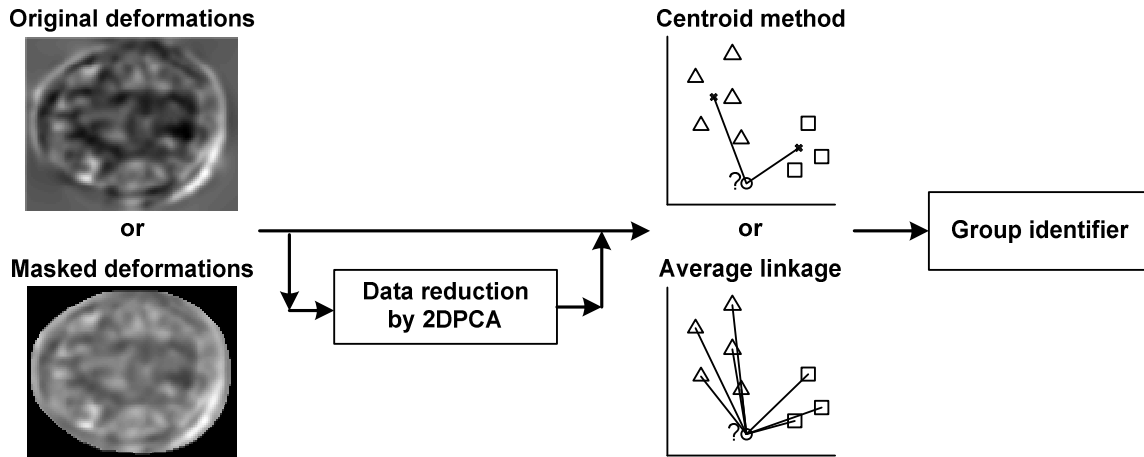 Original deformations
or
Masked deformations
Data reduction
by 2DPCA
Centroid method
?
or
Average linkage
?
Group identifier